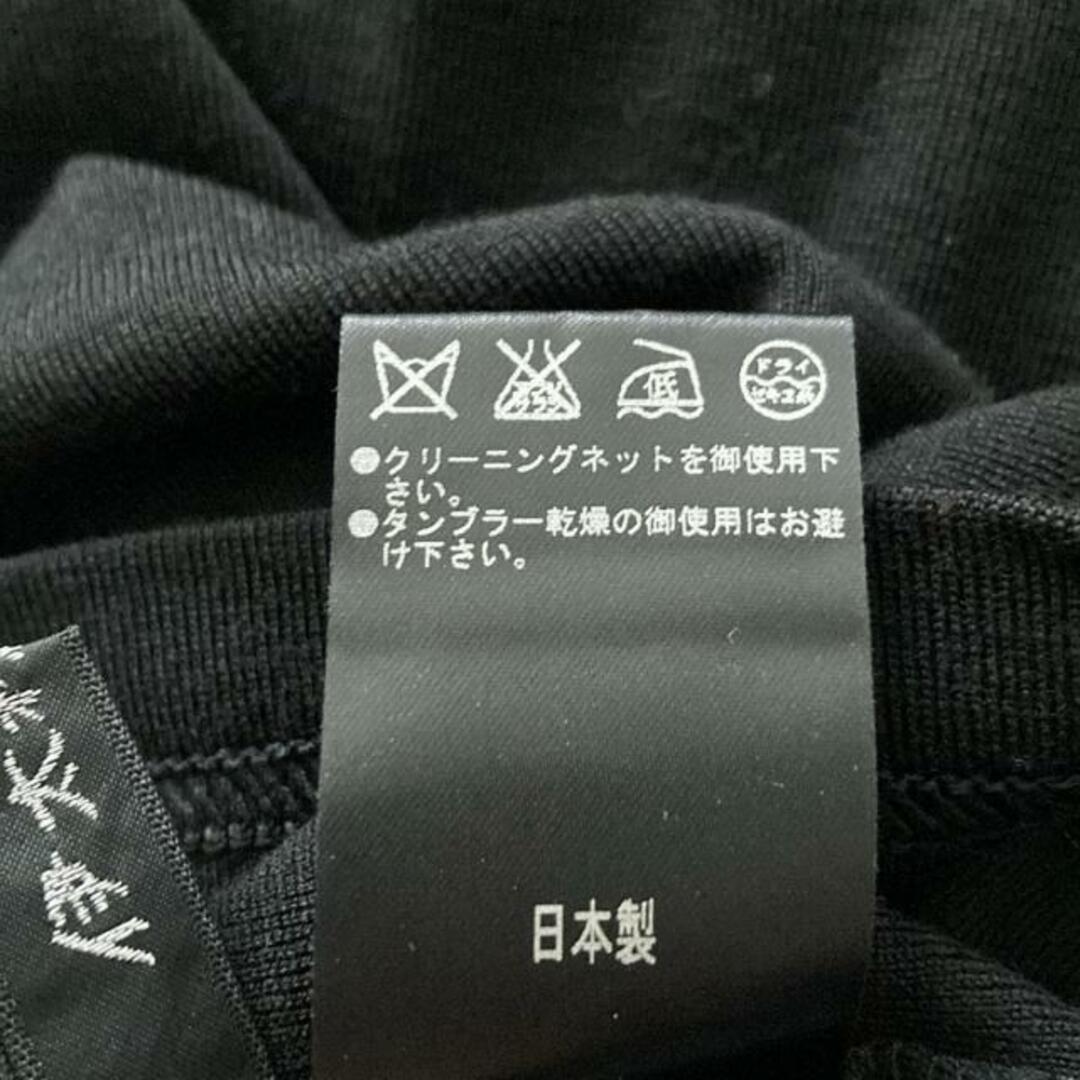 低
ドライ
セキユ系
●クリーニングネットを御使用下
さい。
●タンブラー乾燥の御使用はお避
け下さい。
日本製